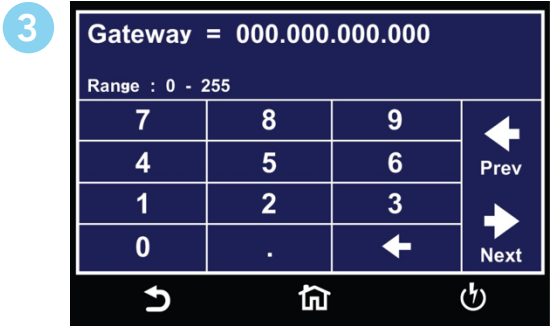 3
Gateway = 000.000.000.000
Range : 0 - 255
7 8 9
4 5 6
Prev
1 2 3
0 .
Next